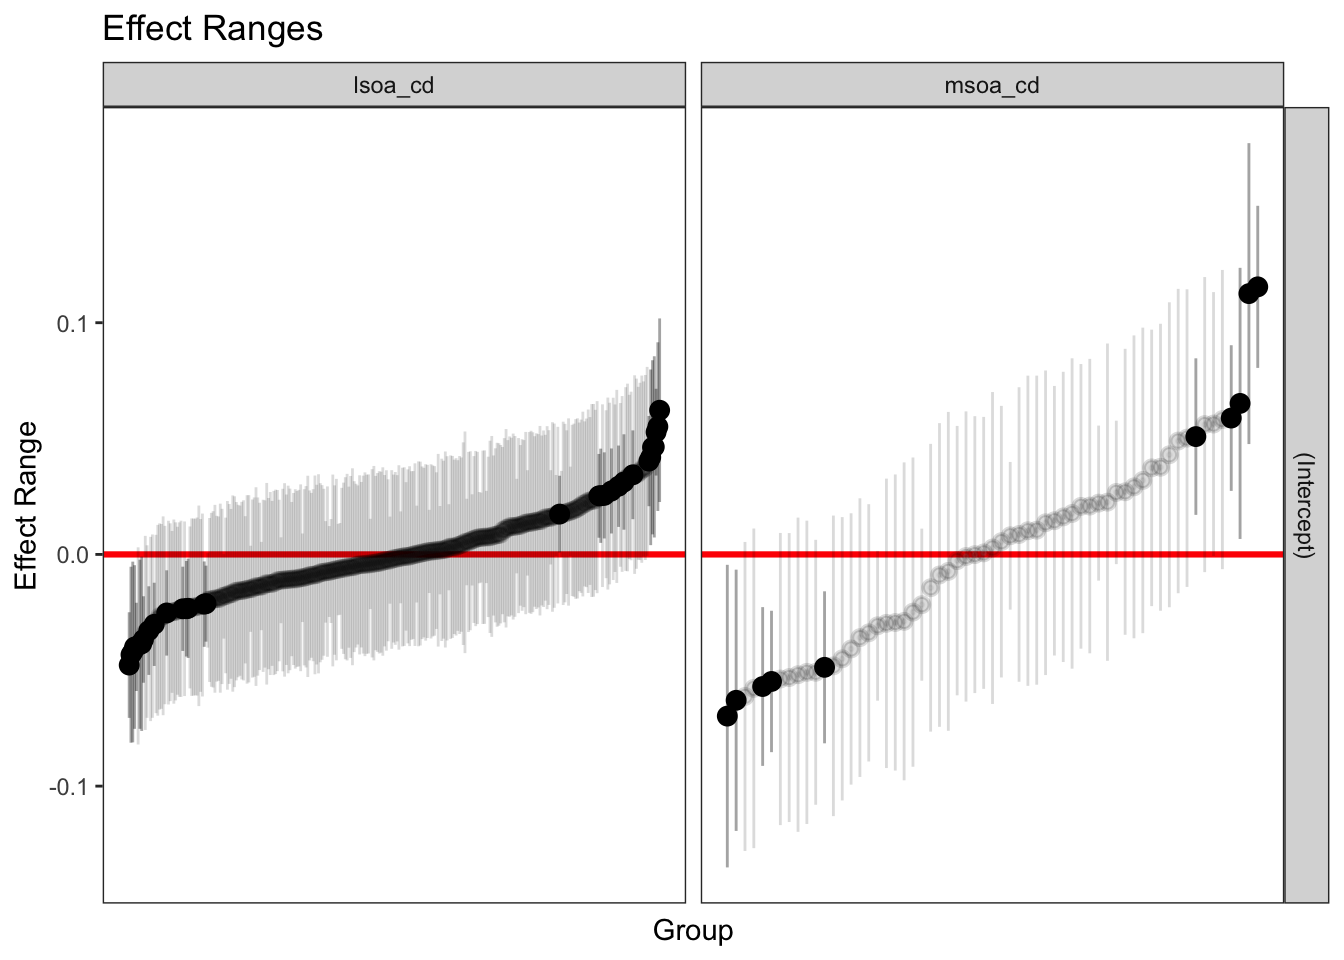 Effect Ranges
lsoa_cd
msoa_cd
Effect Range
0.1
0.0
-0.1
(Intercept)
Group